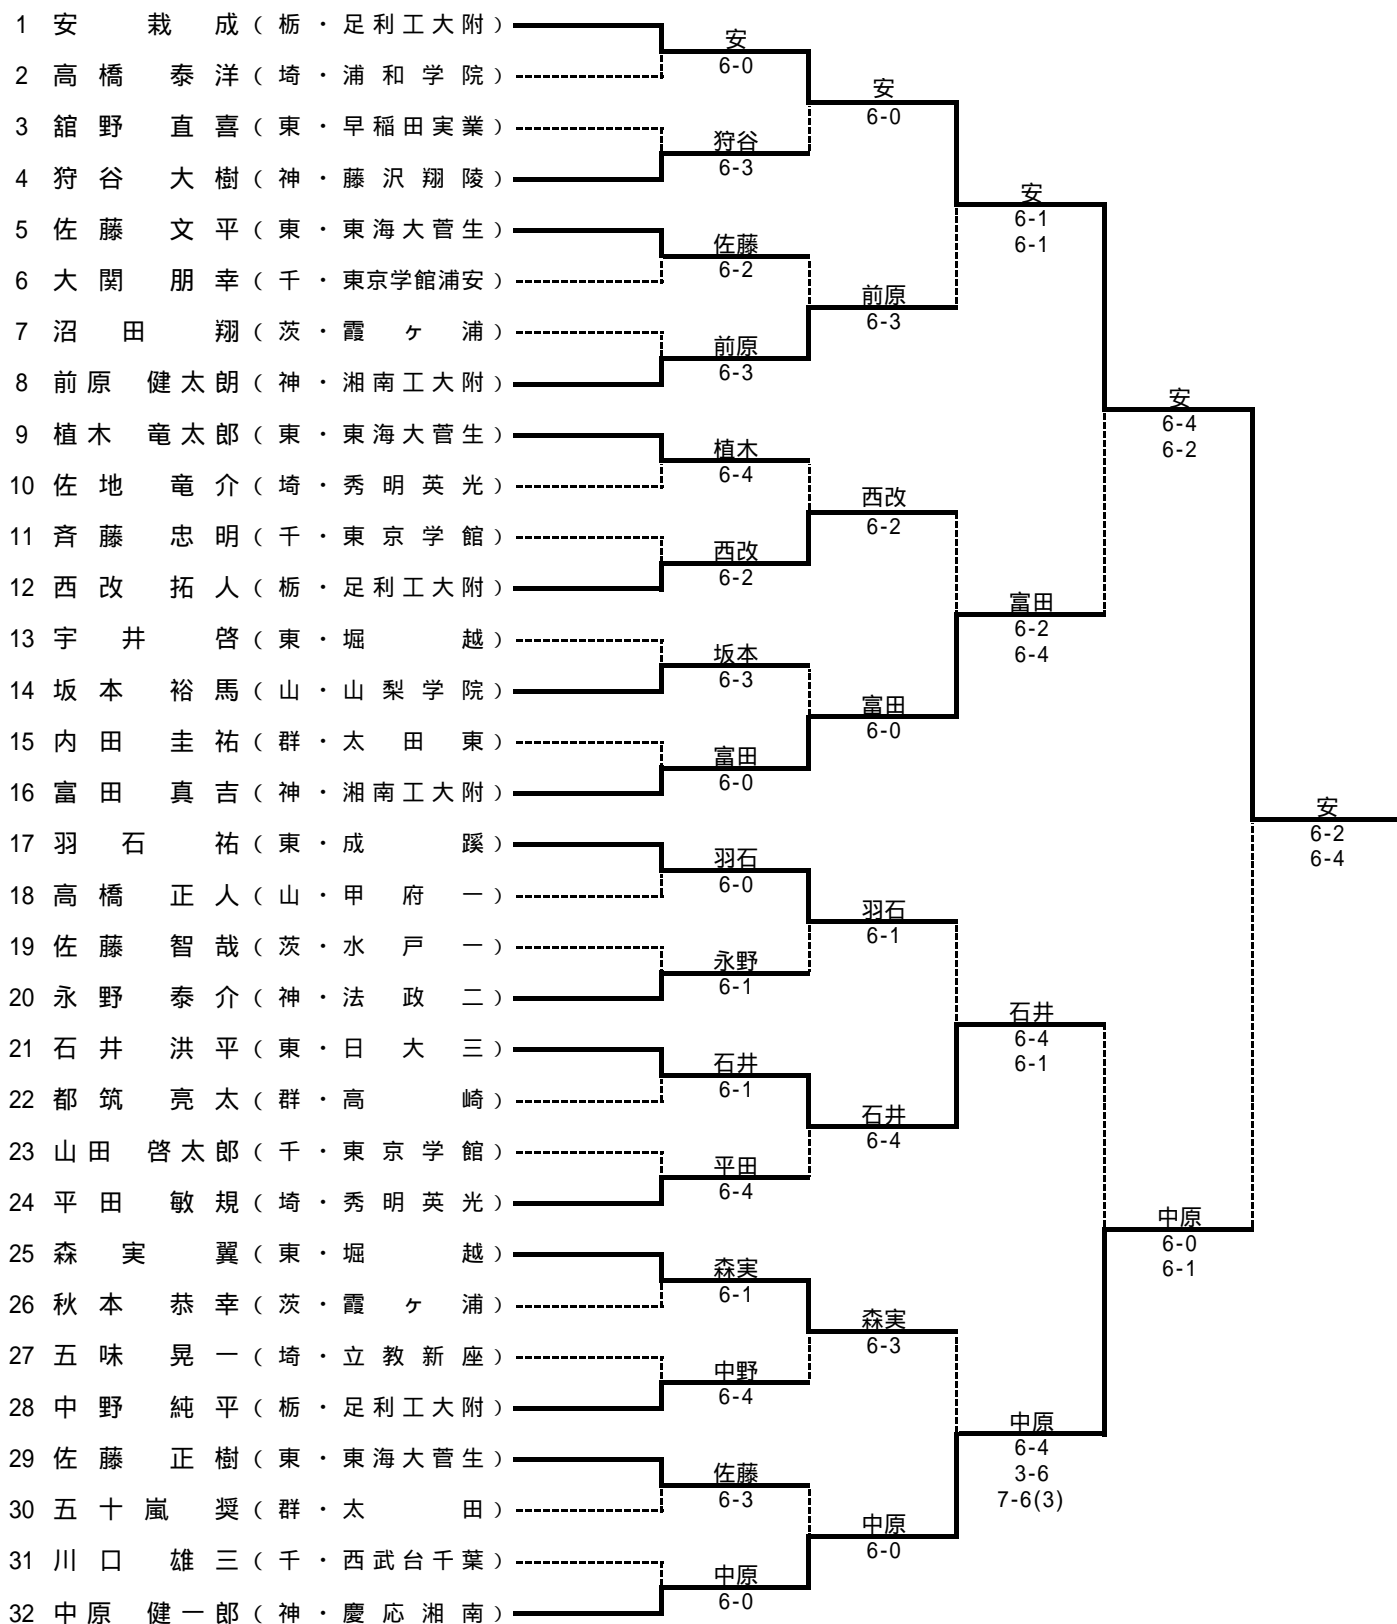 1 安 栽 成 ( 栃 ・ 足利工大附 )
2 高橋 泰洋 ( 埼 ・ 浦和学院 )
3 舘野 直喜 ( 東 ・ 早稲田実業 )
4 狩谷 大樹 ( 神 ・ 藤沢翔陵 )
5 佐藤 文平 ( 東 ・ 東海大菅生 )
6 大関 朋幸 ( 千 ・ 東京学館浦安 )
7 沼田 翔 ( 茨 ・ 霞ヶ浦 )
8 前原 健太朗 ( 神 ・ 湘南工大附 )
9 植木 竜太郎 ( 東 ・ 東海大菅生 )
10 佐地 竜介 ( 埼 ・ 秀明英光 )
11 斉藤 忠明 ( 千 ・ 東京学館 )
12 西改 拓人 ( 栃 ・ 足利工大附 )
13 宇井 啓 ( 東 ・ 堀越 )
14 坂本 裕馬 ( 山 ・ 山梨学院 )
15 内田 圭祐 ( 群 ・ 太田東 )
16 富田 真吉 ( 神 ・ 湘南工大附 )
17 羽石 祐 ( 東 ・ 成蹊 )
18 高橋 正人 ( 山 ・ 甲府一 )
19 佐藤 智哉 ( 茨 ・ 水戸一 )
20 永野 泰介 ( 神 ・ 法政二 )
21 石井 洪平 ( 東 ・ 日大三 )
22 都筑 亮太 ( 群 ・ 高崎 )
23 山田 啓太郎 ( 千 ・ 東京学館 )
24 平田 敏規 ( 埼 ・ 秀明英光 )
25 森実 翼 ( 東 ・ 堀越 )
26 秋本 恭幸 ( 茨 ・ 霞ヶ浦 )
27 五味 晃一 ( 埼 ・ 立教新座 )
28 中野 純平 ( 栃 ・ 足利工大附 )
29 佐藤 正樹 ( 東 ・ 東海大菅生 )
30 五十嵐 奨 ( 群 ・ 太田 )
31 川口 雄三 ( 千 ・ 西武台千葉 )
32 中原 健一郎 ( 神 ・ 慶応湘南 )
安
6-0
狩谷
6-3
佐藤
6-2
前原
6-3
植木
6-4
西改
6-2
坂本
6-3
富田
6-0
羽石
6-0
永野
6-1
石井
6-1
平田
6-4
森実
6-1
中野
6-4
佐藤
6-3
中原
6-0
安
6-0
前原
6-3
西改
6-2
富田
6-0
羽石
6-1
石井
6-4
森実
6-3
中原
6-0
安
6-1
6-1
富田
6-2
6-4
石井
6-4
6-1
中原
6-4
3-6
7-6(3)
安
6-4
6-2
中原
6-0
6-1
安
6-2
6-4